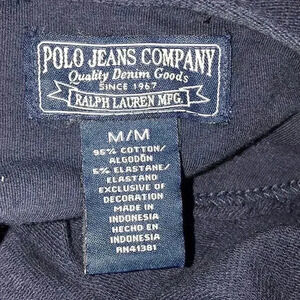 POLO JEANS COMPANY
Quality Denim Goods
SINCE 1967
RALPH LAUREN MFG.
M/M
95% COTTON/
ALGODÓN
5% ELASTANE/
ELASTANO
EXCLUSIVE OF
DECORATION
MADE IN
INDONESIA
HECHO EN
INDONESIA
RN41381